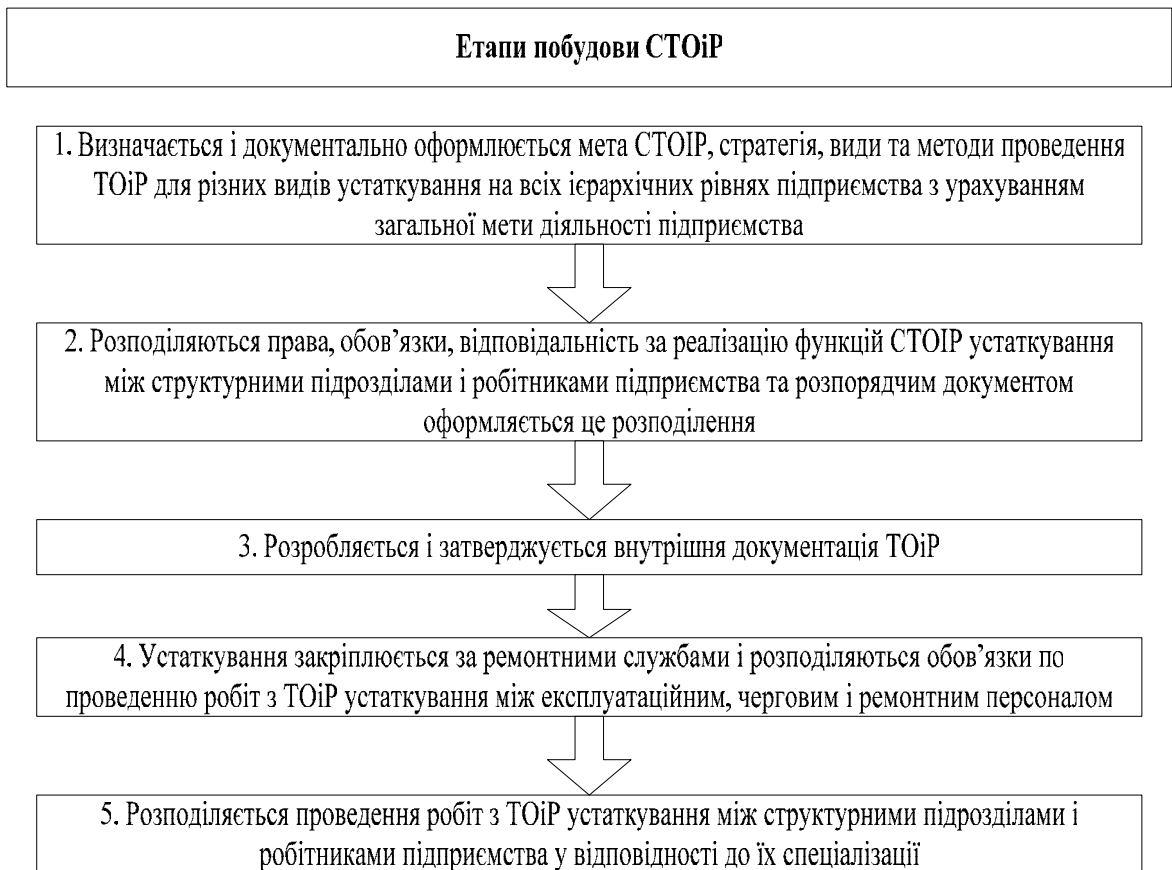 Етапи побудови СТОіР
1. Визначається і документально оформлюється мета СТОІР, стратегія, види та методи проведення
ТОіР для різних видів устаткування на всіх ієрархічних рівнях підприємства з урахуванням
загальної мети діяльності підприємства
2. Розподіляються права, обов’язки, відповідальність за реалізацію функцій СТОІР устаткування
між структурними підрозділами і робітниками підприємства та розпорядчим документом
оформляється це розподілення
3. Розробляється і затверджується внутрішня документація ТОіР
4. Устаткування закріплюється за ремонтними службами і розподіляються обов’язки по
проведенню робіт з ТОіР устаткування між експлуатаційним, черговим і ремонтним персоналом
5. Розподіляється проведення робіт з ТОіР устаткування між структурними підрозділами і
робітниками підприємства у відповідності до їх спеціалізації